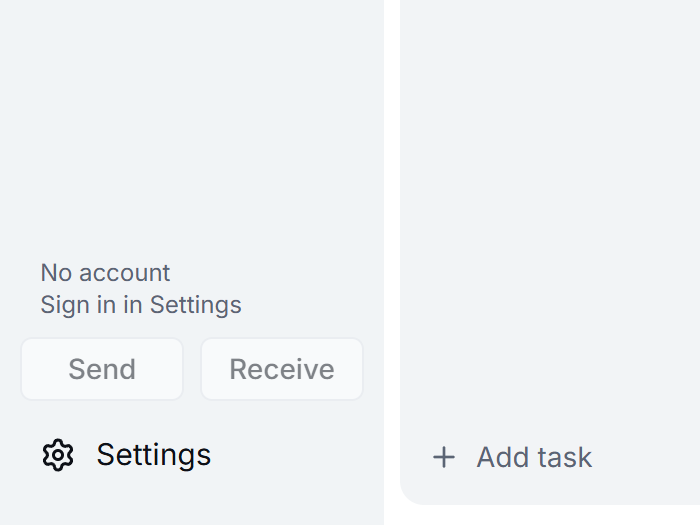 No account
Sign in in Settings
Send
Receive
Settings
Add task